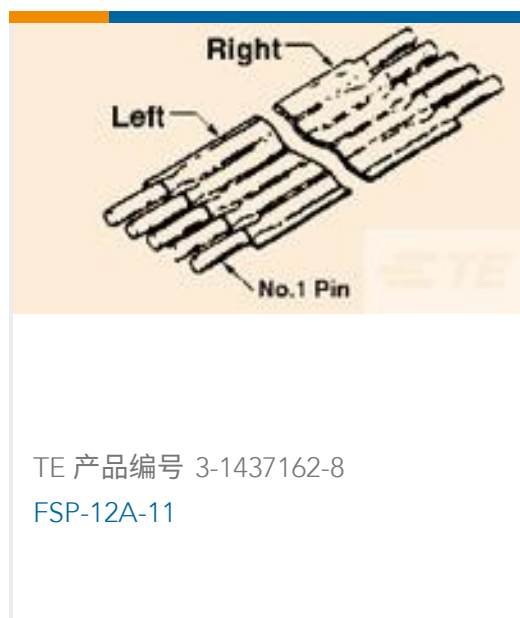 Right
Left
No.1 Pin
TE
TE 产品编号 3-1437162-8
FSP-12A-11